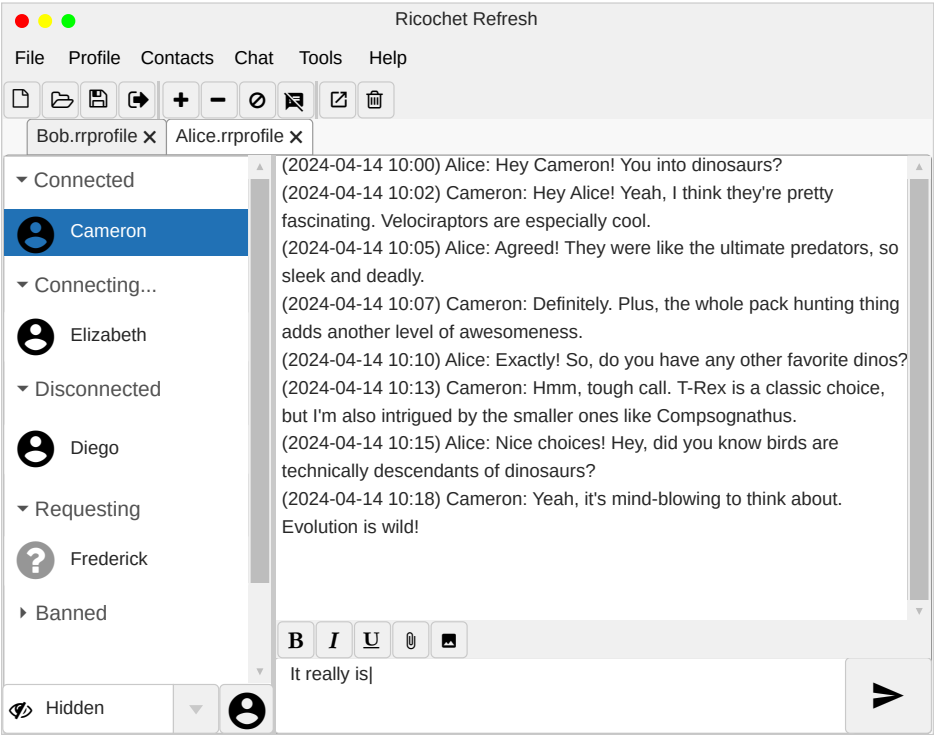 Ricochet Refresh
File Profile Contacts Chat Tools Help
Bob.rrprofile Alice.rrprofile
Connected
Cameron
Connecting...
Elizabeth
Disconnected
Diego
Requesting
Frederick
Banned
Hidden
(2024-04-14 10:00) Alice: Hey Cameron! You into dinosaurs?
(2024-04-14 10:02) Cameron: Hey Alice! Yeah, I think they're pretty
fascinating. Velociraptors are especially cool.
(2024-04-14 10:05) Alice: Agreed! They were like the ultimate predators, so
sleek and deadly.
(2024-04-14 10:07) Cameron: Definitely. Plus, the whole pack hunting thing
adds another level of awesomeness.
(2024-04-14 10:10) Alice: Exactly! So, do you have any other favorite dinos?
(2024-04-14 10:13) Cameron: Hmm, tough call. T-Rex is a classic choice,
but I'm also intrigued by the smaller ones like Compsognathus.
(2024-04-14 10:15) Alice: Nice choices! Hey, did you know birds are
technically descendants of dinosaurs?
(2024-04-14 10:18) Cameron: Yeah, it's mind-blowing to think about.
Evolution is wild!
B I U
It really is